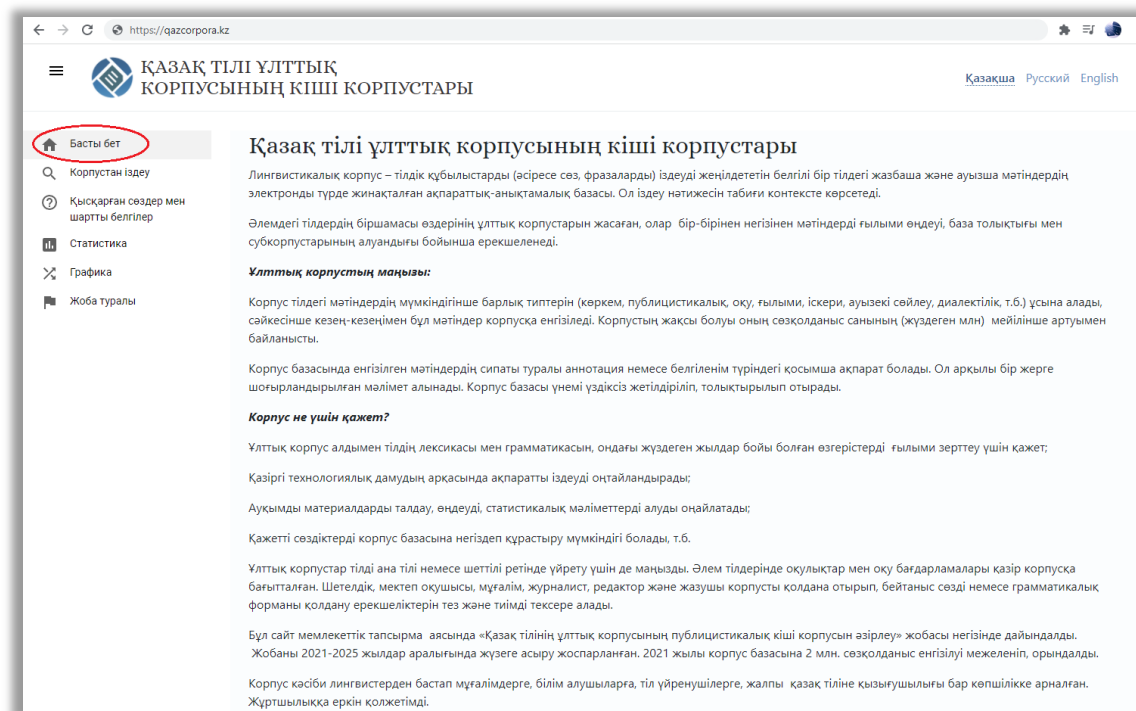 https://qazcorpora.kz
ҚАЗАҚ ТІЛІ ҰЛТТЫҚ
КОРПУСЫНЫҢ КІШІ КОРПУСТАРЫ
Қазақша Русский English
Басты бет
Корпустан іздеу
Қысқарған сөздер мен
шартты белгілер
Статистика
Графика
Жоба туралы
Қазақ тілі ұлттық корпусының кіші корпустары
Лингвистикалық корпус – тілдік құбылыстарды (әсіресе сөз, фразаларды) іздеуді жеңілдететін белгілі бір тілдегі жазбаша және ауызша мәтіндердің
электронды түрде жинақталған ақпараттық-анықтамалық базасы. Ол іздеу нәтижесін табиғи контексте көрсетеді.
Әлемдегі тілдердің біршамасы өздерінің ұлттық корпустарын жасаған, олар бір-бірінен негізінен мәтіндерді ғылыми өңдеуі, база толықтығы мен
субкорпустарының алуандығы бойынша ерекшеленеді.
Ұлттық корпустың маңызы:
Корпус тілдегі мәтіндердің мүмкіндігінше барлық типтерін (көркем, публицистикалық, оқу, ғылыми, іскери, ауызекі сөйлеу, диалектілік, т.б.) ұсына алады,
сәйкесінше кезең-кезеңімен бұл мәтіндер корпусқа енгізіледі. Корпустың жақсы болуы оның сөзқолданыс санының (жүздеген млн) мейілінше артуымен
байланысты.
Корпус базасында енгізілген мәтіндердің сипаты туралы аннотация немесе белгіленім түріндегі қосымша ақпарат болады. Ол арқылы бір жерге
шоғырландырылған мәлімет алынады. Корпус базасы үнемі үздіксіз жетілдіріліп, толықтырылып отырады.
Корпус не үшін қажет?
Ұлттық корпус алдымен тілдің лексикасы мен грамматикасын, ондағы жүздеген жылдар бойы болған өзгерістерді ғылыми зерттеу үшін қажет;
Қазіргі технологиялық дамудың арқасында ақпаратты іздеуді оңтайландырады;
Ауқымды материалдарды талдау, өңдеуді, статистикалық мәліметтерді алуды оңайлатады;
Қажетті сөздіктерді корпус базасына негіздеп құрастыру мүмкіндігі болады, т.б.
Ұлттық корпустар тілді ана тілі немесе шеттілі ретінде үйрету үшін де маңызды. Әлем тілдерінде оқулықтар мен оқу бағдарламалары қазір корпусқа
бағытталған. Шетелдік, мектеп оқушысы, мұғалім, журналист, редактор және жазушы корпусты қолдана отырып, бейтаныс сөзді немесе грамматикалық
форманы қолдану ерекшеліктерін тез және тиімді тексере алады.
Бұл сайт мемлекеттік тапсырма аясында «Қазақ тілінің ұлттық корпусының публицистикалық кіші корпусын әзірлеу» жобасы негізінде дайындалды.
Жобаны 2021-2025 жылдар аралығында жүзеге асыру жоспарланған. 2021 жылы корпус базасына 2 млн. сөзқолданыс енгізілуі межеленіп, орындалды.
Корпус кәсіби лингвистерден бастап мұғалімдерге, білім алушыларға, тіл үйренушілерге, жалпы қазақ тіліне қызығушылығы бар көпшілікке арналған.
Жұртшылыққа еркін қолжетімді.